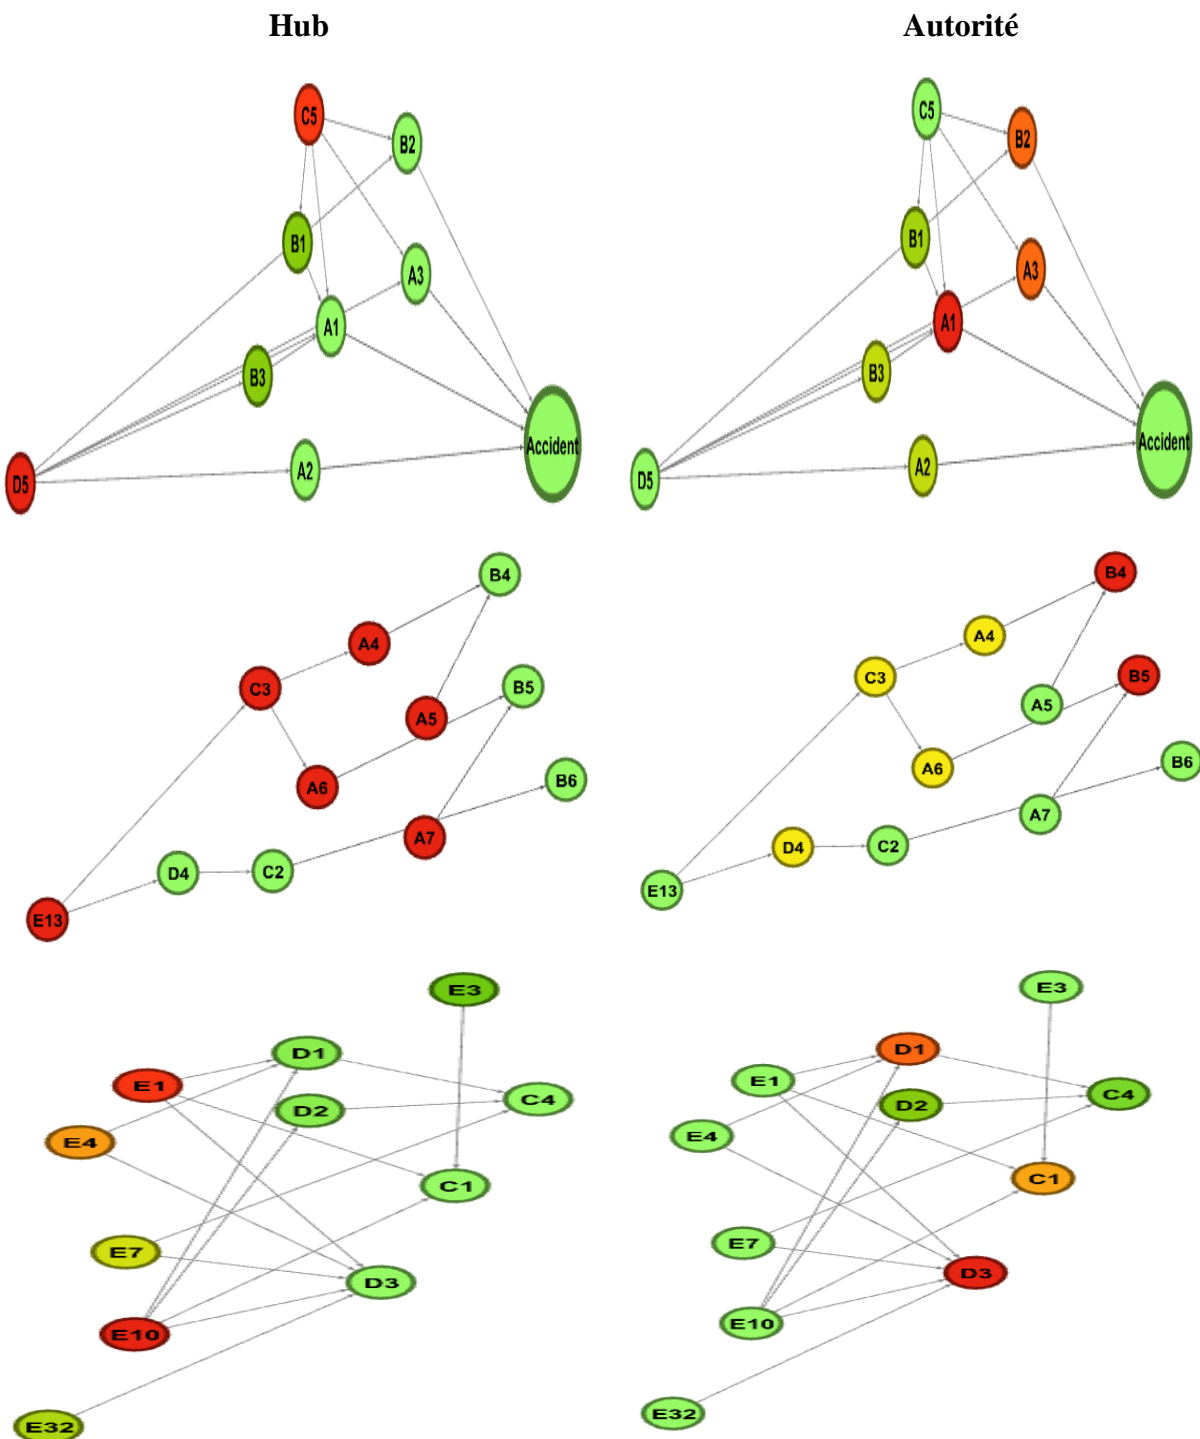 Hub Autorité
C5 C5
B2 B2
B1 B1
A3 A3
A1 A1
B3 B3
Accident Accident
D5 A2 D5 A2
B4 B4
A4 A4
C3 B5 C3 B5
A5 A5
A6 B6 A6 B6
A7 A7
D4 C2 D4 C2
E13 E13
E3 E3
D1 D1
E1 C4 E1 C4
D2 D2
E4 E4
C1 C1
E7 E7
D3 D3
E10 E10
E32 E32